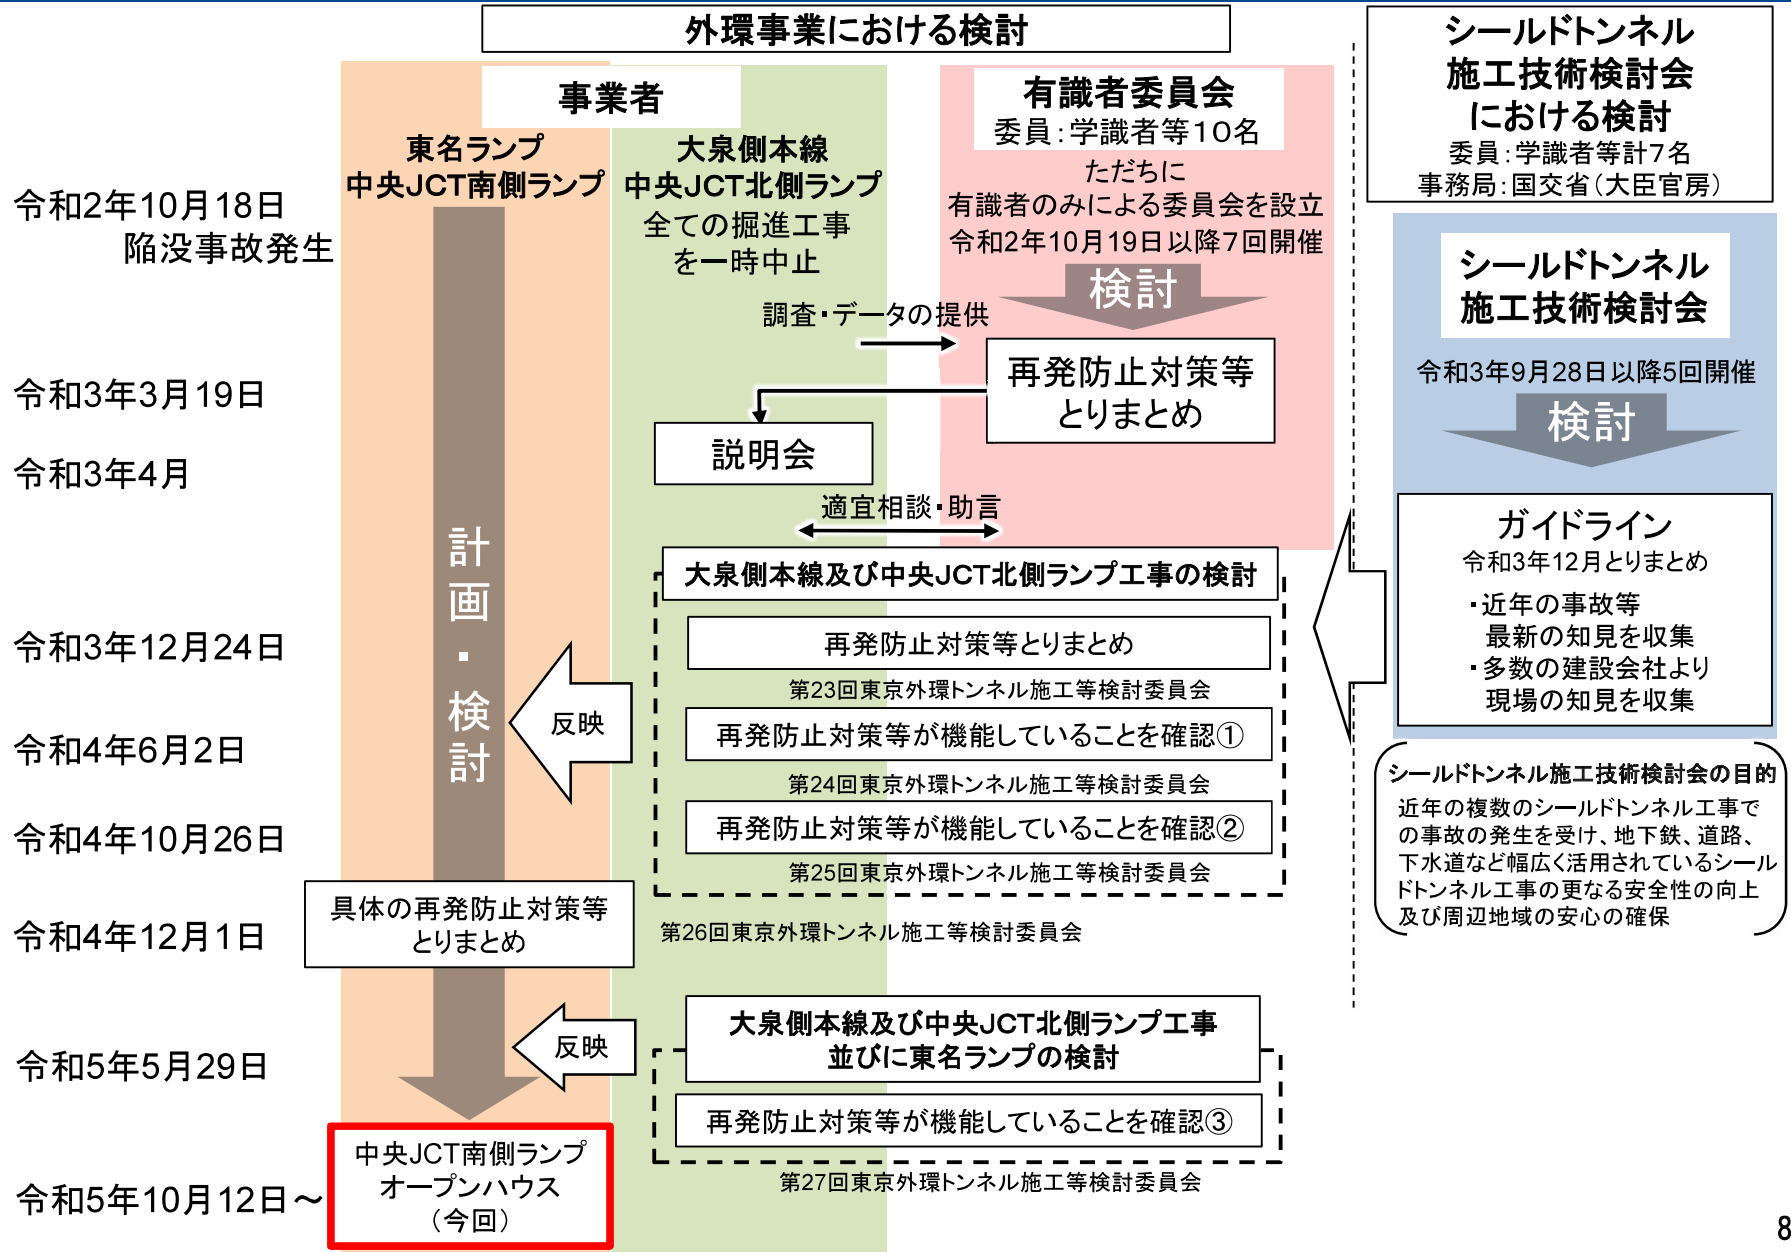 外環事業における検討
事業者
東名ランプ
中央JCT南側ランプ
大泉側本線
中央JCT北側ランプ
全ての掘進工事
を一時中止
有識者委員会
委員：学識者等10名
ただちに
有識者のみによる委員会を設立
令和2年10月19日以降7回開催
検討
シールドトンネル
施工技術検討会
における検討
委員：学識者等計7名
事務局：国交省（大臣官房）
シールドトンネル
施工技術検討会
令和3年9月28日以降5回開催
検討
令和2年10月18日
陥没事故発生
調査・データの提供
再発防止対策等
とりまとめ
令和3年3月19日
説明会
令和3年4月
適宜相談・助言
計画・検討
大泉側本線及び中央JCT北側ランプ工事の検討
令和3年12月24日
再発防止対策等とりまとめ
第23回東京外環トンネル施工等検討委員会
反映
令和4年6月2日
再発防止対策等が機能していることを確認①
第24回東京外環トンネル施工等検討委員会
令和4年10月26日
再発防止対策等が機能していることを確認②
第25回東京外環トンネル施工等検討委員会
ガイドライン
令和3年12月とりまとめ
・近年の事故等
最新の知見を収集
・多数の建設会社より
現場の知見を収集
シールドトンネル施工技術検討会の目的
近年の複数のシールドトンネル工事で
の事故の発生を受け、地下鉄、道路、
下水道など幅広く活用されているシール
ドトンネル工事の更なる安全性の向上
及び周辺地域の安心の確保
令和4年12月1日
具体の再発防止対策等
とりまとめ
第26回東京外環トンネル施工等検討委員会
令和5年5月29日
反映
大泉側本線及び中央JCT北側ランプ工事
並びに東名ランプの検討
再発防止対策等が機能していることを確認③
第27回東京外環トンネル施工等検討委員会
令和5年10月12日～
中央JCT南側ランプ
オープンハウス
（今回）
8